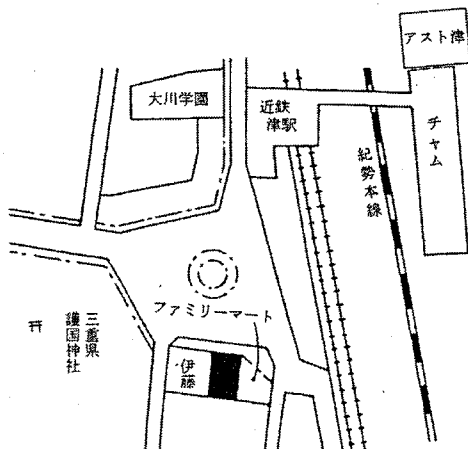 アスト津
大川学園
近鉄
津駅
チャム
紀勢本線
ファミリーマート
三重県
護国神社
伊藤